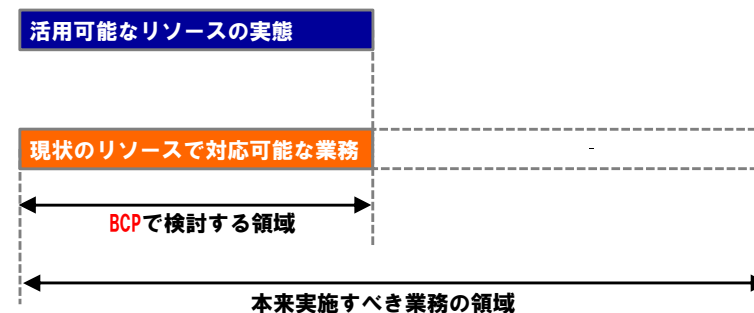 活用可能なリソースの実態
現状のリソースで対応可能な業務
-
BCPで検討する領域
本来実施すべき業務の領域